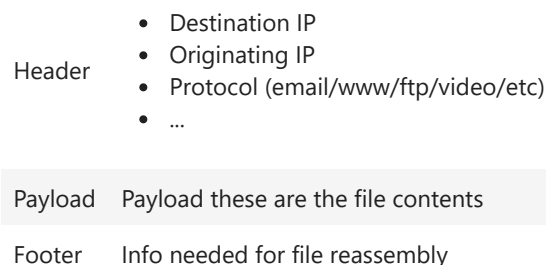 Header
• Destination IP
• Originating IP
• Protocol (email/www/ftp/video/etc)
• ...
Payload Payload these are the file contents
Footer Info needed for file reassembly